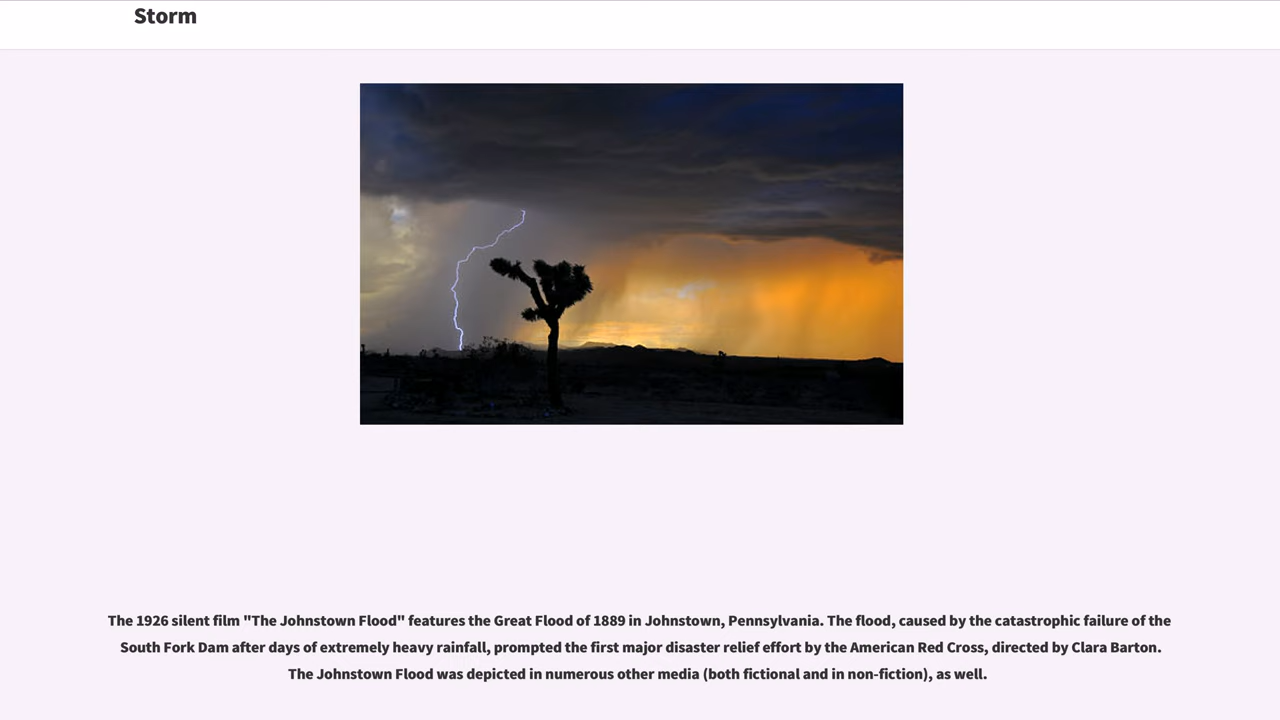 Storm
The 1926 silent film "The Johnstown Flood" features the Great Flood of 1889 in Johnstown, Pennsylvania. The flood, caused by the catastrophic failure of the
South Fork Dam after days of extremely heavy rainfall, prompted the first major disaster relief effort by the American Red Cross, directed by Clara Barton.
The Johnstown Flood was depicted in numerous other media (both fictional and in non-fiction), as well.